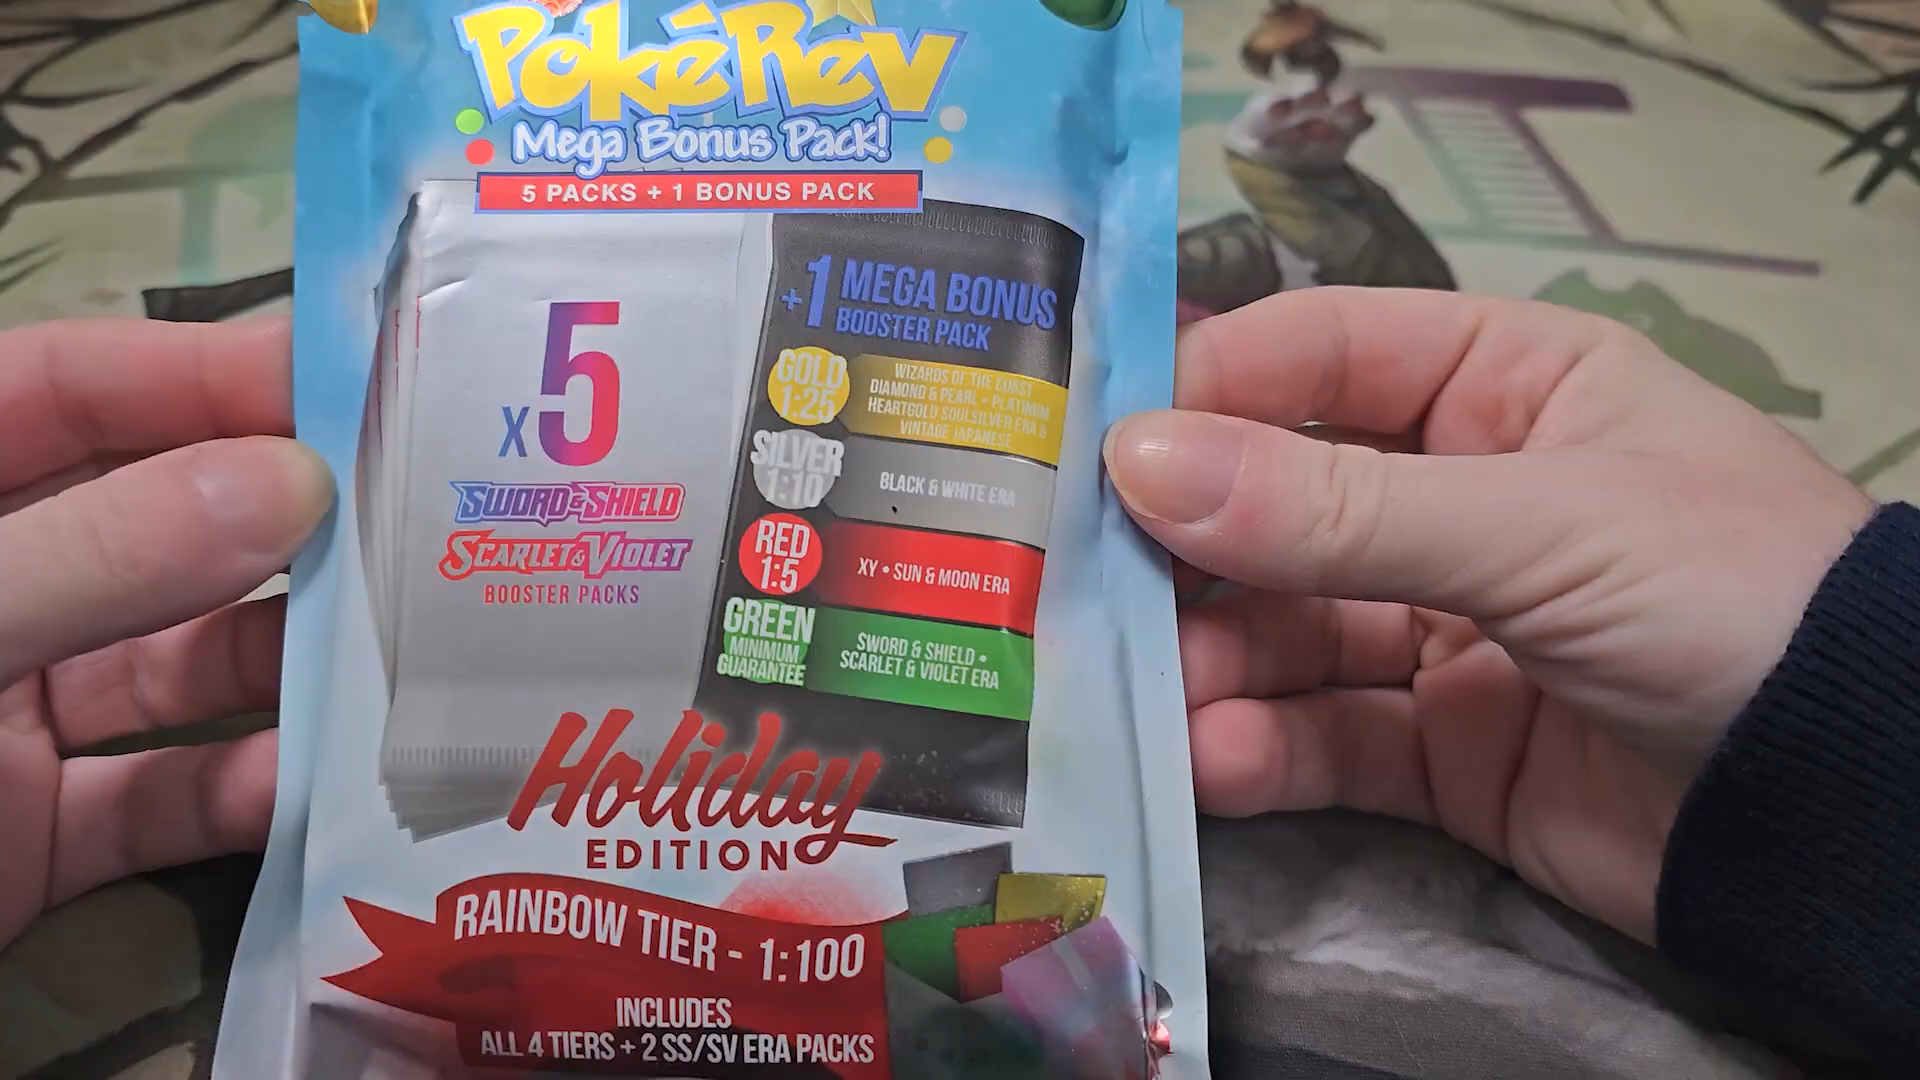 PokéRev
Mega Bonus Pack!
5 PACKS + 1 BONUS PACK
x5
SWORD & SHIELD
SCARLET & VIOLET
BOOSTER PACKS
+1 MEGA BONUS
BOOSTER PACK
GOLD
1:25
WIZARDS OF THE COAST
DIAMOND & PEARL • PLATINUM
HEARTGOLD SOULSILVER ERA &
VINTAGE JAPANESE
SILVER
1:10
BLACK & WHITE ERA
RED
1:5
XY • SUN & MOON ERA
GREEN
MINIMUM
GUARANTEE
SWORD & SHIELD •
SCARLET & VIOLET ERA
Holiday
EDITION
RAINBOW TIER - 1:100
INCLUDES
ALL 4 TIERS + 2 SS/SV ERA PACKS